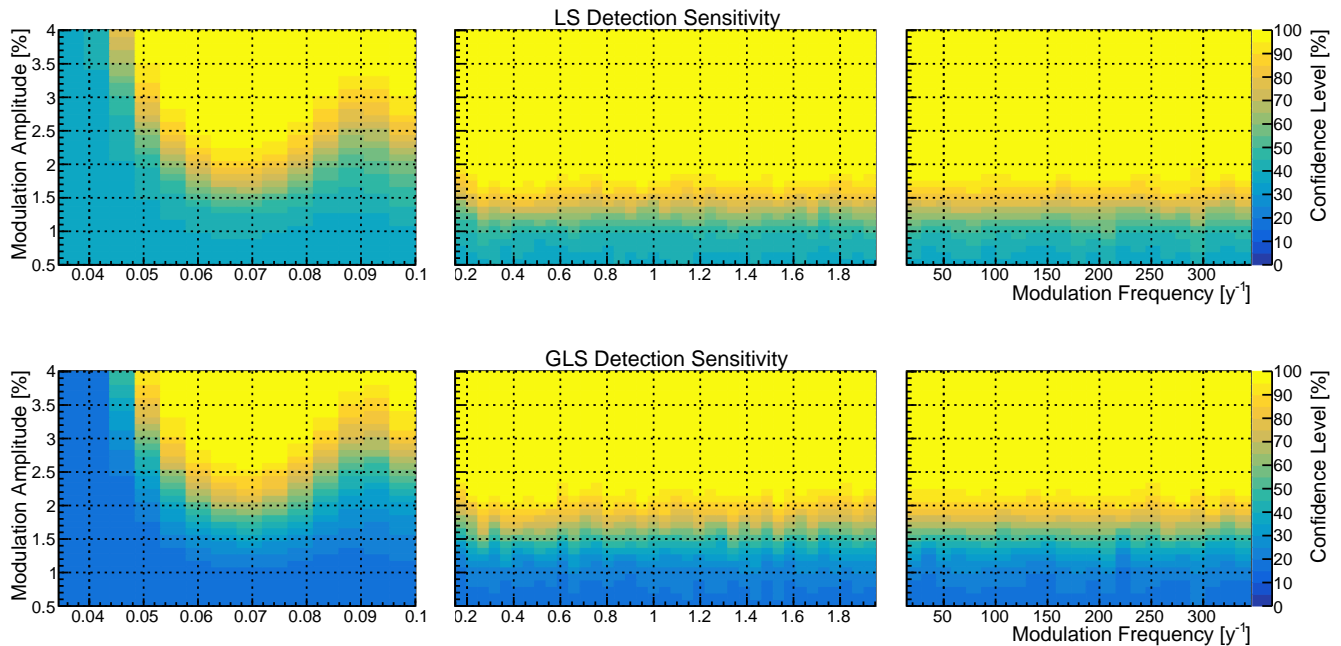 LS Detection Sensitivity
Modulation Amplitude [%]
4
3.5
3
2.5
2
1.5
1
0.5
0.04 0.05 0.06 0.07 0.08 0.09 0.1
0.2 0.4 0.6 0.8 1 1.2 1.4 1.6 1.8
50 100 150 200 250 300
Modulation Frequency [y⁻¹]
100
90
80
70
60
50
40
30
20
10
0
Confidence Level [%]
GLS Detection Sensitivity
Modulation Amplitude [%]
4
3.5
3
2.5
2
1.5
1
0.5
0.04 0.05 0.06 0.07 0.08 0.09 0.1
0.2 0.4 0.6 0.8 1 1.2 1.4 1.6 1.8
50 100 150 200 250 300
Modulation Frequency [y⁻¹]
100
90
80
70
60
50
40
30
20
10
0
Confidence Level [%]